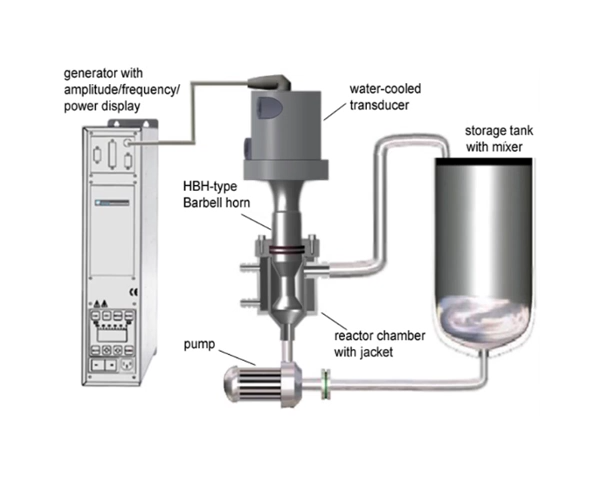 generator with
amplitude/frequency/
power display
water-cooled
transducer
storage tank
with mixer
HBH-type
Barbell horn
reactor chamber
with jacket
pump
CE